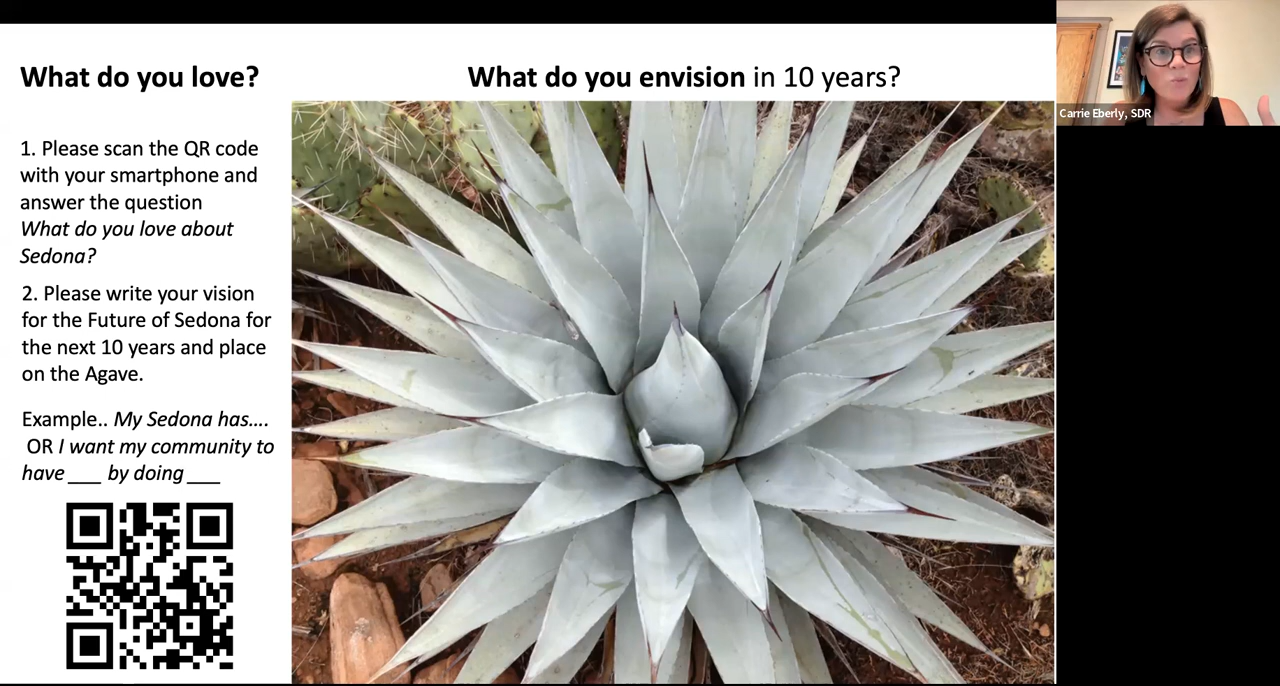 What do you love?
What do you envision in 10 years?
1. Please scan the QR code
with your smartphone and
answer the question
What do you love about
Sedona?
2. Please write your vision
for the Future of Sedona for
the next 10 years and place
on the Agave.
Example.. My Sedona has....
OR I want my community to
have ___ by doing ___
Carrie Eberly, SDR